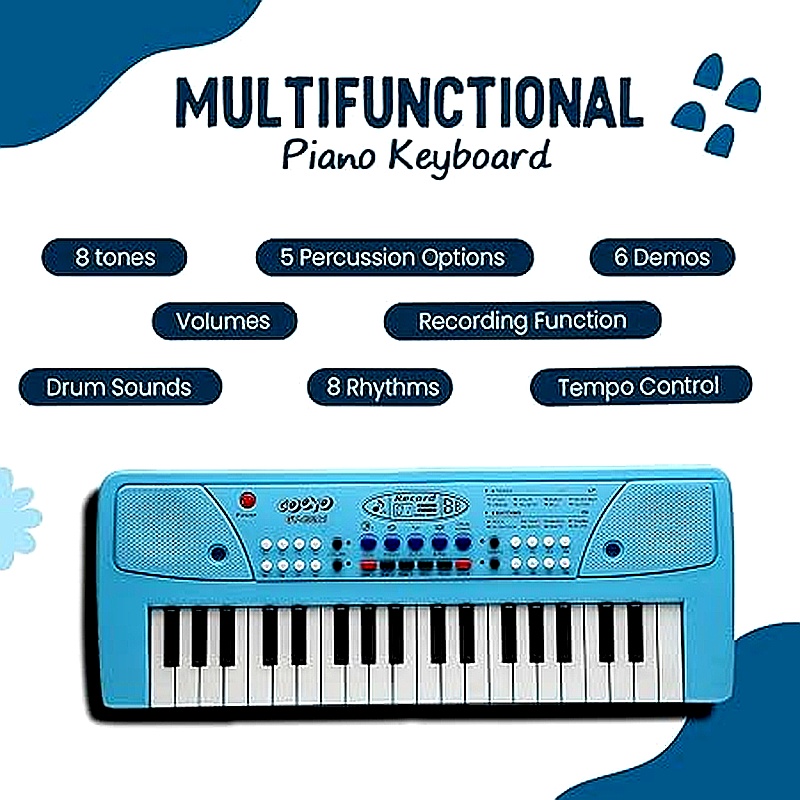 MULTIFUNCTIONAL
Piano Keyboard
8 tones 5 Percussion Options 6 Demos
Volumes Recording Function
Drum Sounds 8 Rhythms Tempo Control
Record